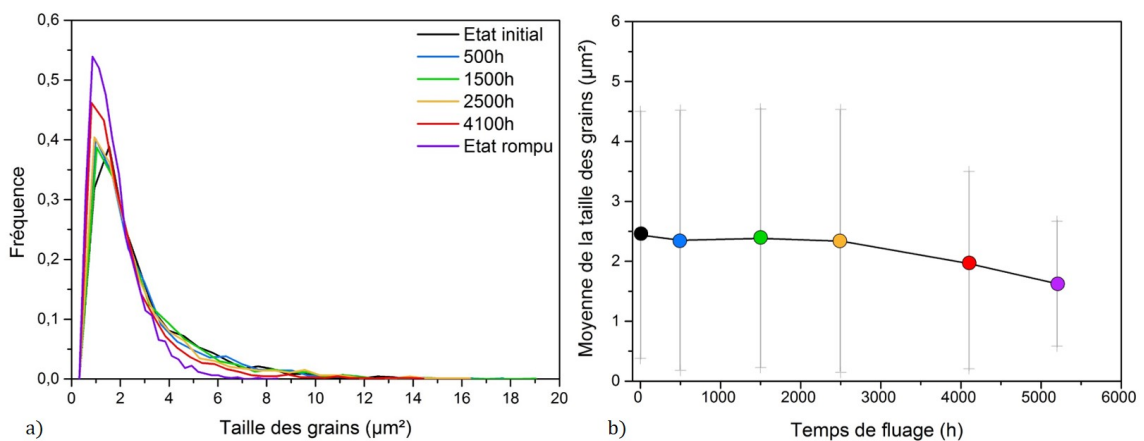 0,6
0,5
0,4
0,3
0,2
0,1
0,0
Fréquence
0 2 4 6 8 10 12 14 16 18 20
Taille des grains (µm²)
Etat initial
500h
1500h
2500h
4100h
Etat rompu
a)
6
5
4
3
2
1
0
Moyenne de la taille des grains (µm²)
0 1000 2000 3000 4000 5000 6000
Temps de fluage (h)
b)